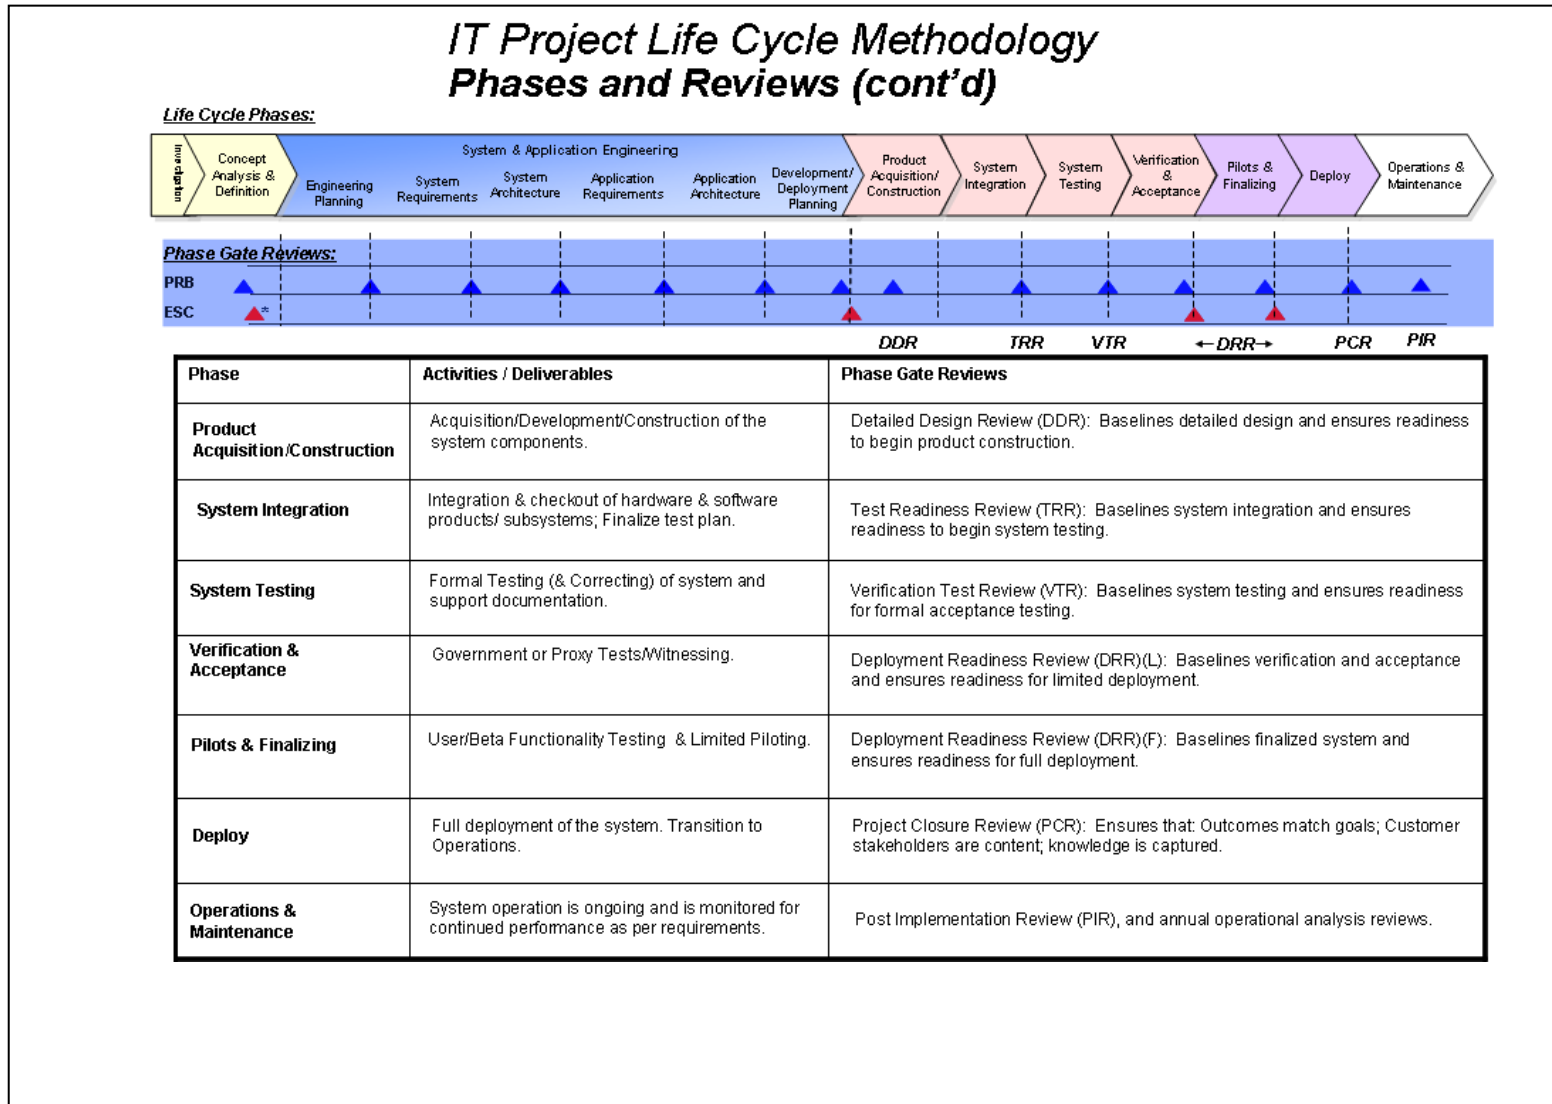 IT Project Life Cycle Methodology
Phases and Reviews (cont'd)
Life Cycle Phases:
Investigation
Concept
Analysis &
Definition
System & Application Engineering
Engineering
Planning
System
Requirements
System
Architecture
Application
Requirements
Application
Architecture
Development/
Deployment
Planning
Product
Acquisition/
Construction
System
Integration
System
Testing
Verification
&
Acceptance
Pilots &
Finalizing
Deploy
Operations &
Maintenance
Phase Gate Reviews:
PRB
ESC
*
DDR
TRR
VTR
←DRR→
PCR
PIR
Phase
Activities / Deliverables
Phase Gate Reviews
Product
Acquisition/Construction
Acquisition/Development/Construction of the
system components.
Detailed Design Review (DDR): Baselines detailed design and ensures readiness
to begin product construction.
System Integration
Integration & checkout of hardware & software
products/ subsystems; Finalize test plan.
Test Readiness Review (TRR): Baselines system integration and ensures
readiness to begin system testing.
System Testing
Formal Testing (& Correcting) of system and
support documentation.
Verification Test Review (VTR): Baselines system testing and ensures readiness
for formal acceptance testing.
Verification &
Acceptance
Government or Proxy Tests/Witnessing.
Deployment Readiness Review (DRR)(L): Baselines verification and acceptance
and ensures readiness for limited deployment.
Pilots & Finalizing
User/Beta Functionality Testing & Limited Piloting.
Deployment Readiness Review (DRR)(F): Baselines finalized system and
ensures readiness for full deployment.
Deploy
Full deployment of the system. Transition to
Operations.
Project Closure Review (PCR): Ensures that: Outcomes match goals; Customer
stakeholders are content; knowledge is captured.
Operations &
Maintenance
System operation is ongoing and is monitored for
continued performance as per requirements.
Post Implementation Review (PIR), and annual operational analysis reviews.